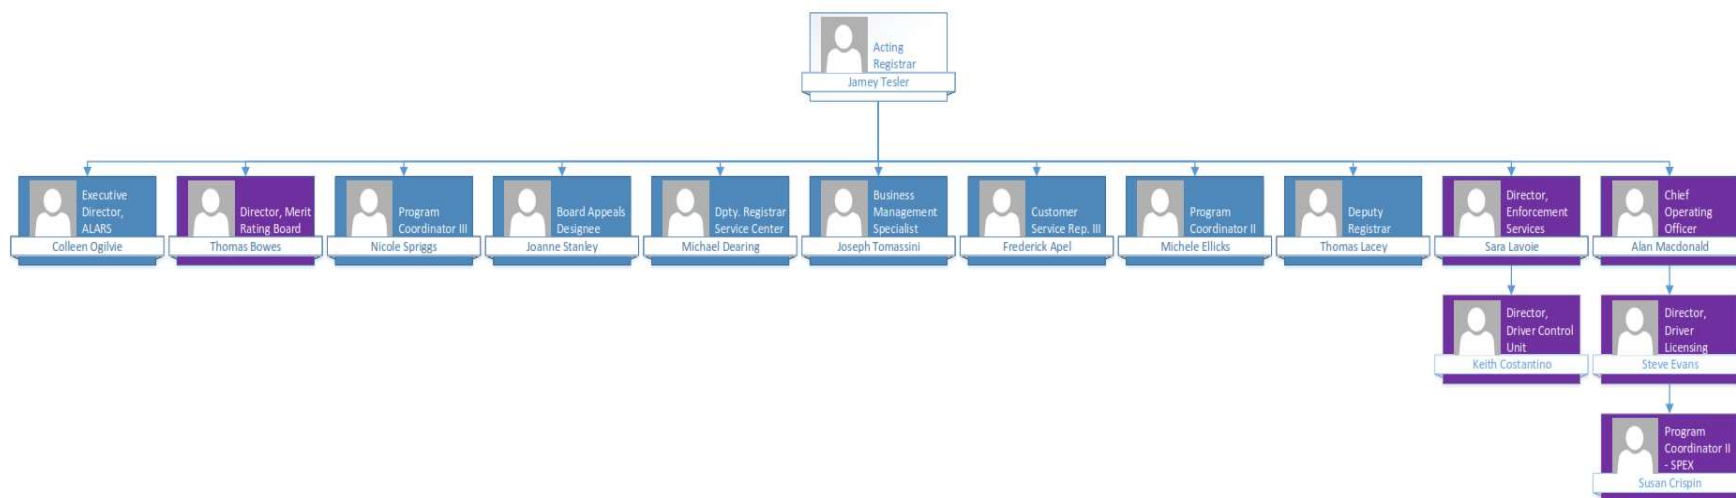 Acting
Registrar
Jamey Tesler
Executive
Director,
ALARS
Colleen Ogilvie
Director, Merit
Rating Board
Thomas Bowes
Program
Coordinator III
Nicole Spriggs
Board Appeals
Designee
Joanne Stanley
Dpty. Registrar
Service Center
Michael Dearing
Business
Management
Specialist
Joseph Tomassini
Customer
Service Rep. III
Frederick Apel
Program
Coordinator II
Michele Ellicks
Deputy
Registrar
Thomas Lacey
Director,
Enforcement
Services
Sara Lavoie
Chief
Operating
Officer
Alan Macdonald
Director,
Driver Control
Unit
Keith Costantino
Director,
Driver
Licensing
Steve Evans
Program
Coordinator II
- SPEX
Susan Crispin